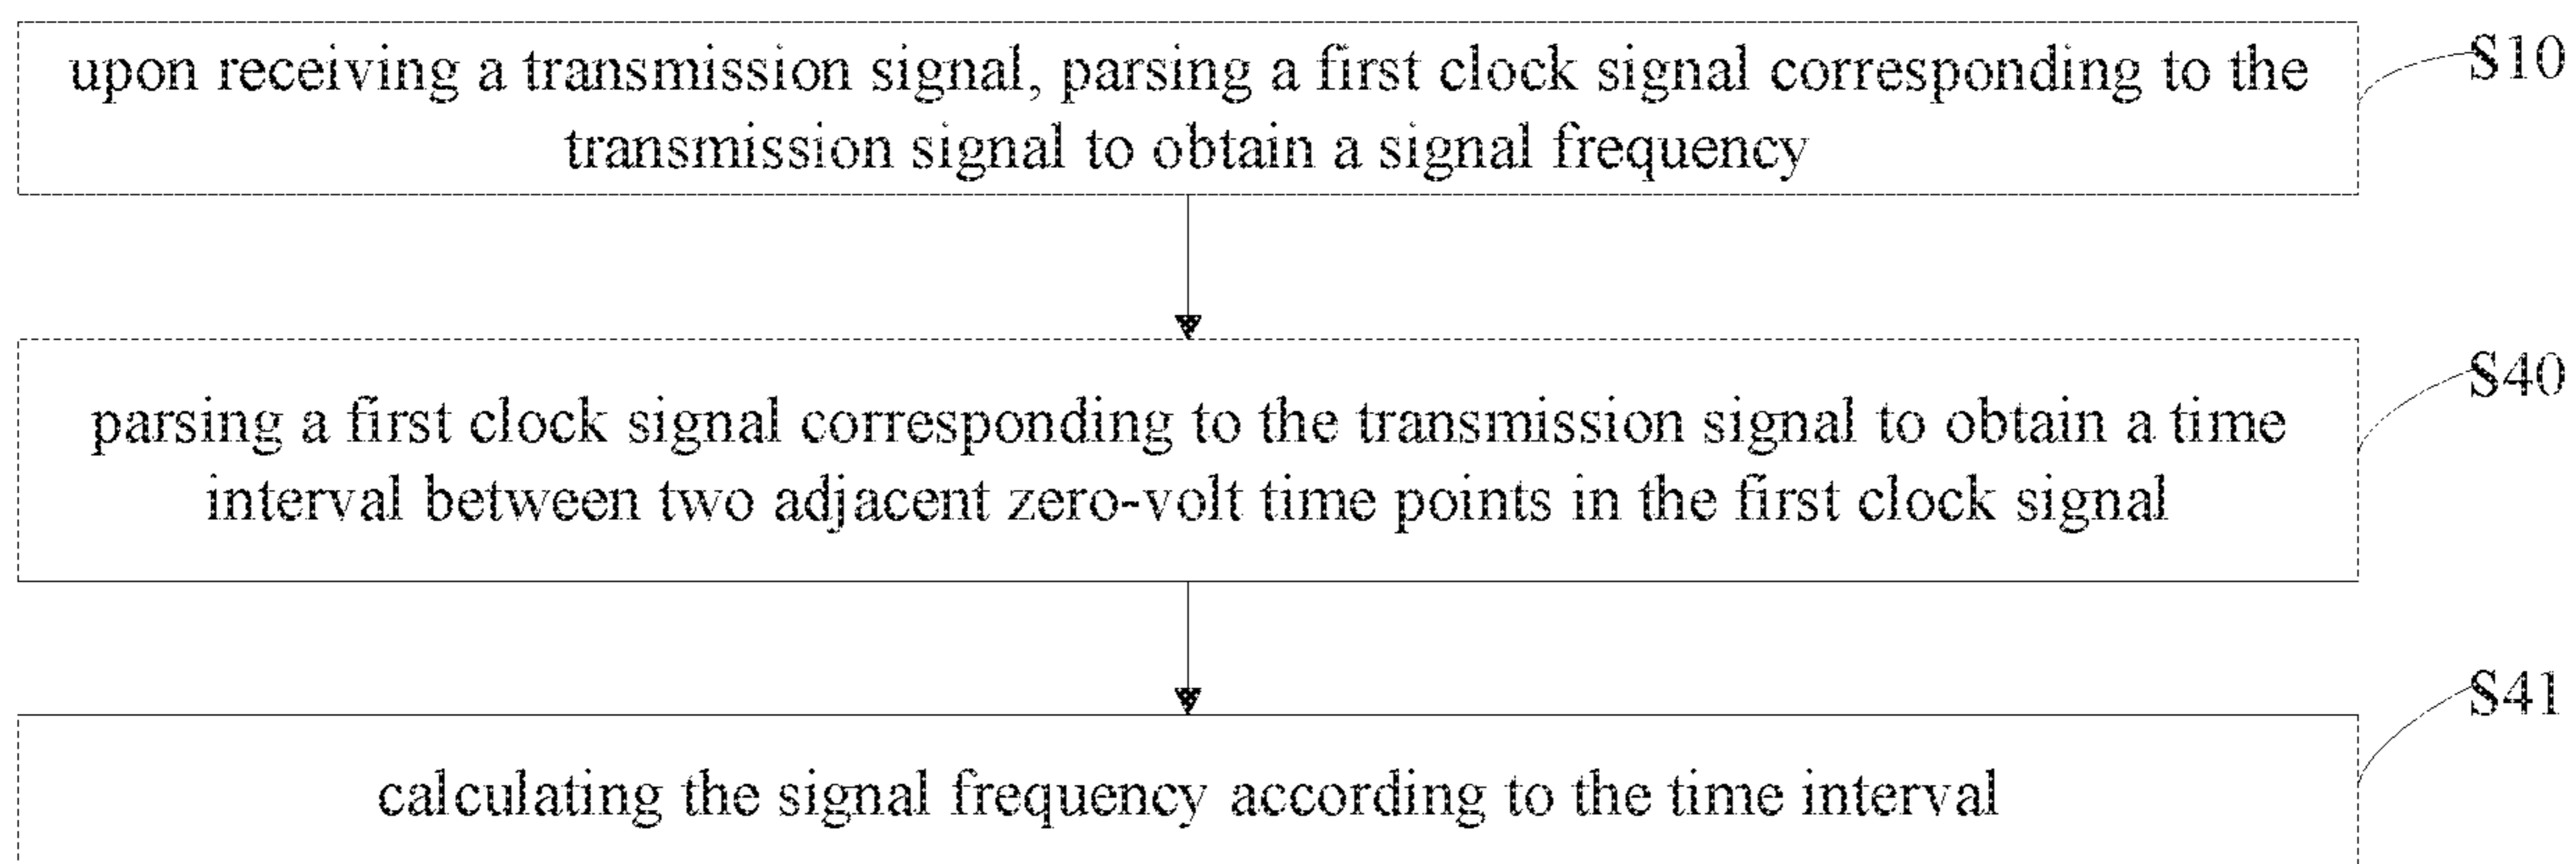 upon receiving a transmission signal, parsing a first clock signal corresponding to the
transmission signal to obtain a signal frequency
S10
parsing a first clock signal corresponding to the transmission signal to obtain a time
interval between two adjacent zero-volt time points in the first clock signal
S40
calculating the signal frequency according to the time interval
S41